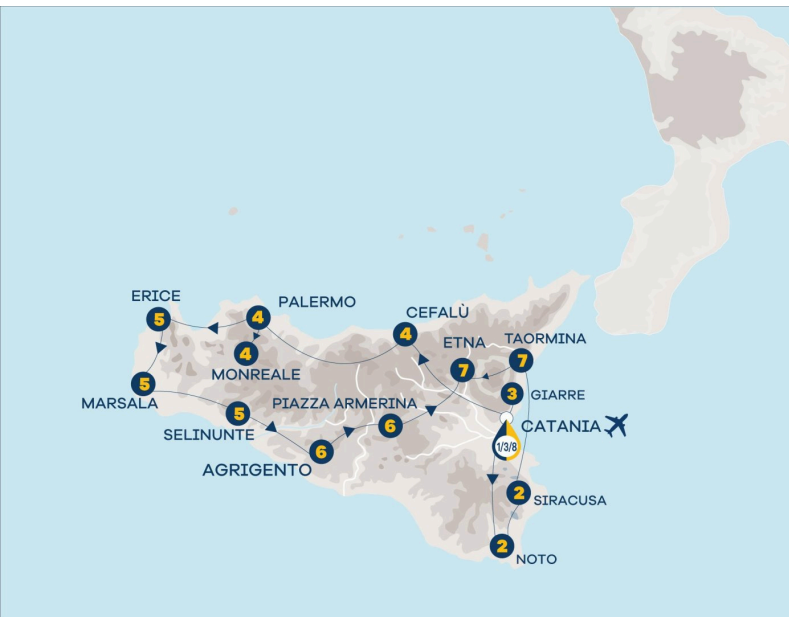 ERICE
5
PALERMO
4
CEFALÙ
4
4
MONREALE
ETNA
7
TAORMINA
7
MARSALA
5
3
GIARRE
PIAZZA ARMERINA
6
SELINUNTE
5
CATANIA
1/3/8
AGRIGENTO
6
2
SIRACUSA
2
NOTO